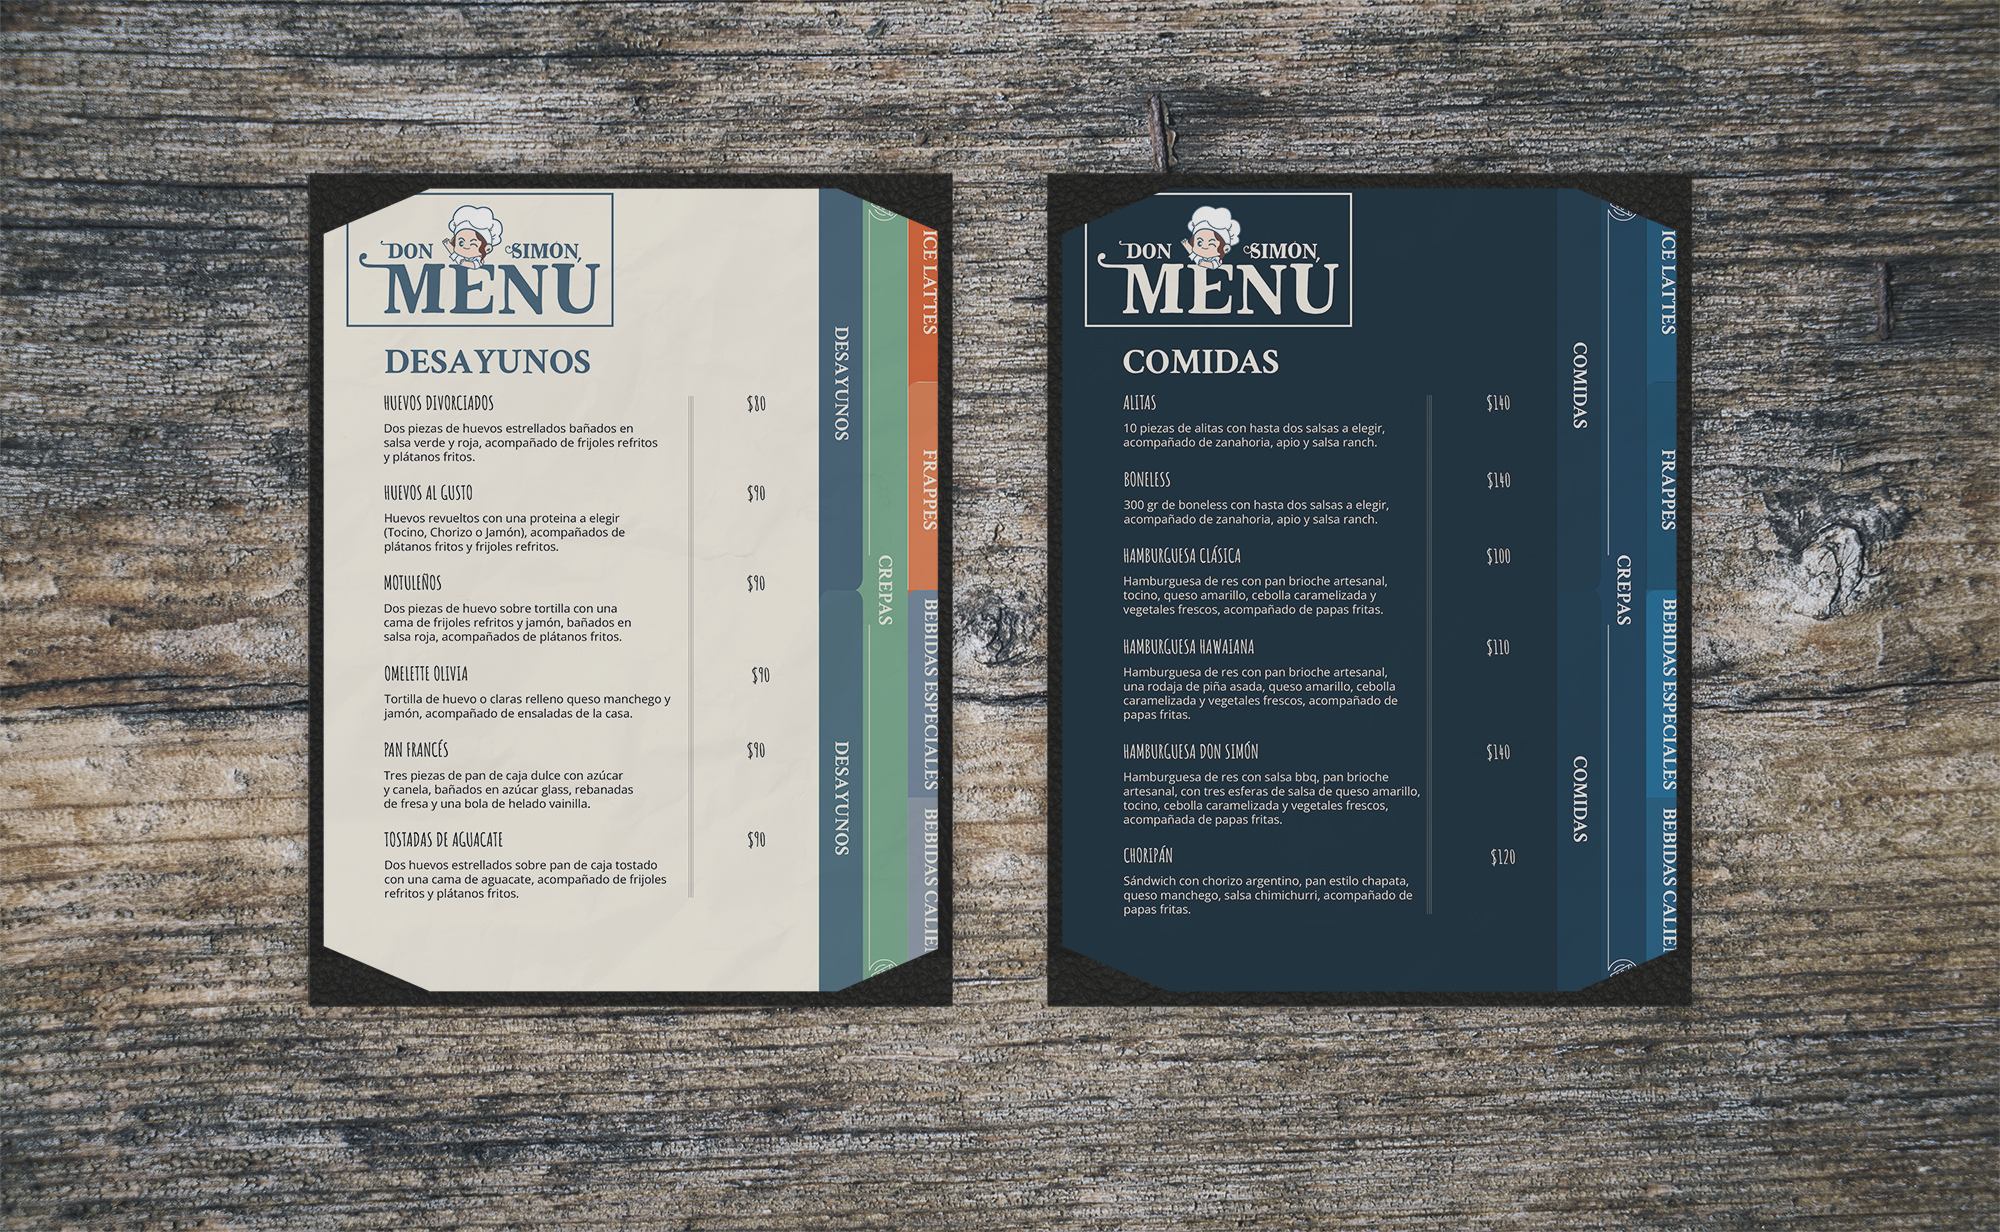 DON SIMÓN,
MENÚ
DESAYUNOS
HUEVOS DIVORCIADOS $80
Dos piezas de huevos estrellados bañados en
salsa verde y roja, acompañado de frijoles refritos
y plátanos fritos.
HUEVOS AL GUSTO $90
Huevos revueltos con una proteina a elegir
(Tocino, Chorizo o Jamón), acompañados de
plátanos fritos y frijoles refritos.
MOTULEÑOS $90
Dos piezas de huevo sobre tortilla con una
cama de frijoles refritos y jamón, bañados en
salsa roja, acompañados de plátanos fritos.
OMELETTE OLIVIA $90
Tortilla de huevo o claras relleno queso manchego y
jamón, acompañado de ensaladas de la casa.
PAN FRANCÉS $90
Tres piezas de pan de caja dulce con azúcar
y canela, bañados en azúcar glass, rebanadas
de fresa y una bola de helado vainilla.
TOSTADAS DE AGUACATE $90
Dos huevos estrellados sobre pan de caja tostado
con una cama de aguacate, acompañado de frijoles
refritos y plátanos fritos.
DESAYUNOS
DESAYUNOS
CREPAS
ICE LATTES
FRAPPES
BEBIDAS ESPECIALES
BEBIDAS CALIE
DON SIMÓN,
MENÚ
COMIDAS
ALITAS $140
10 piezas de alitas con hasta dos salsas a elegir,
acompañado de zanahoria, apio y salsa ranch.
BONELESS $140
300 gr de boneless con hasta dos salsas a elegir,
acompañado de zanahoria, apio y salsa ranch.
HAMBURGUESA CLÁSICA $100
Hamburguesa de res con pan brioche artesanal,
tocino, queso amarillo, cebolla caramelizada y
vegetales frescos, acompañado de papas fritas.
HAMBURGUESA HAWAIANA $110
Hamburguesa de res con pan brioche artesanal,
una rodaja de piña asada, queso amarillo, cebolla
caramelizada y vegetales frescos, acompañado de
papas fritas.
HAMBURGUESA DON SIMÓN $140
Hamburguesa de res con salsa bbq, pan brioche
artesanal, con tres esferas de salsa de queso amarillo,
tocino, cebolla caramelizada y vegetales frescos,
acompañada de papas fritas.
CHORIPÁN $120
Sándwich con chorizo argentino, pan estilo chapata,
queso manchego, salsa chimichurri, acompañado de
papas fritas.
COMIDAS
COMIDAS
CREPAS
ICE LATTES
FRAPPES
BEBIDAS ESPECIALES
BEBIDAS CALIE